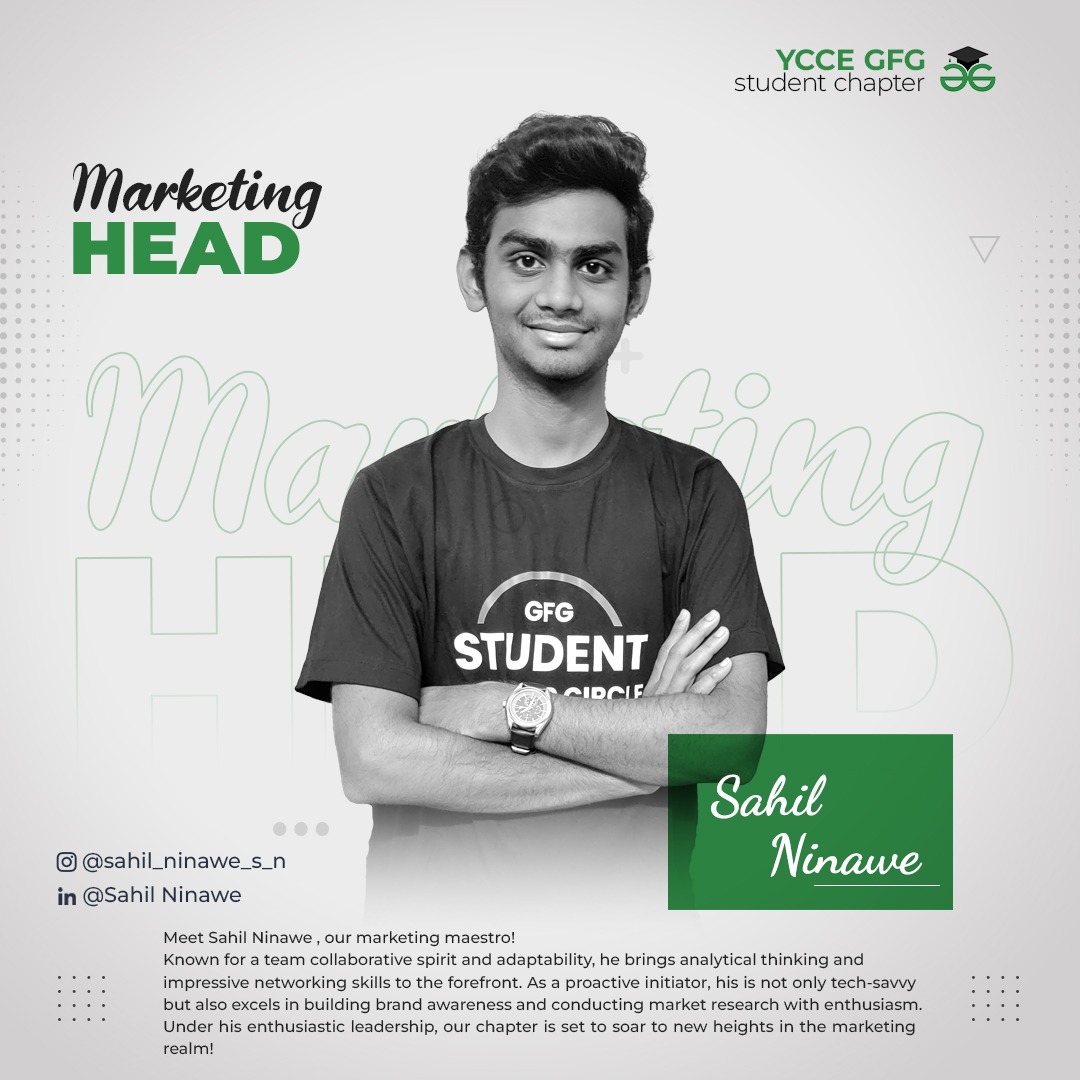 YCCE GFG
student chapter
Marketing
HEAD
Marketing
HEAD
GFG
STUDENT
CIRCLE
Sahil
Ninawe
@sahil_ninawe_s_n
in @Sahil Ninawe
Meet Sahil Ninawe , our marketing maestro!
Known for a team collaborative spirit and adaptability, he brings analytical thinking and
impressive networking skills to the forefront. As a proactive initiator, his is not only tech-savvy
but also excels in building brand awareness and conducting market research with enthusiasm.
Under his enthusiastic leadership, our chapter is set to soar to new heights in the marketing
realm!